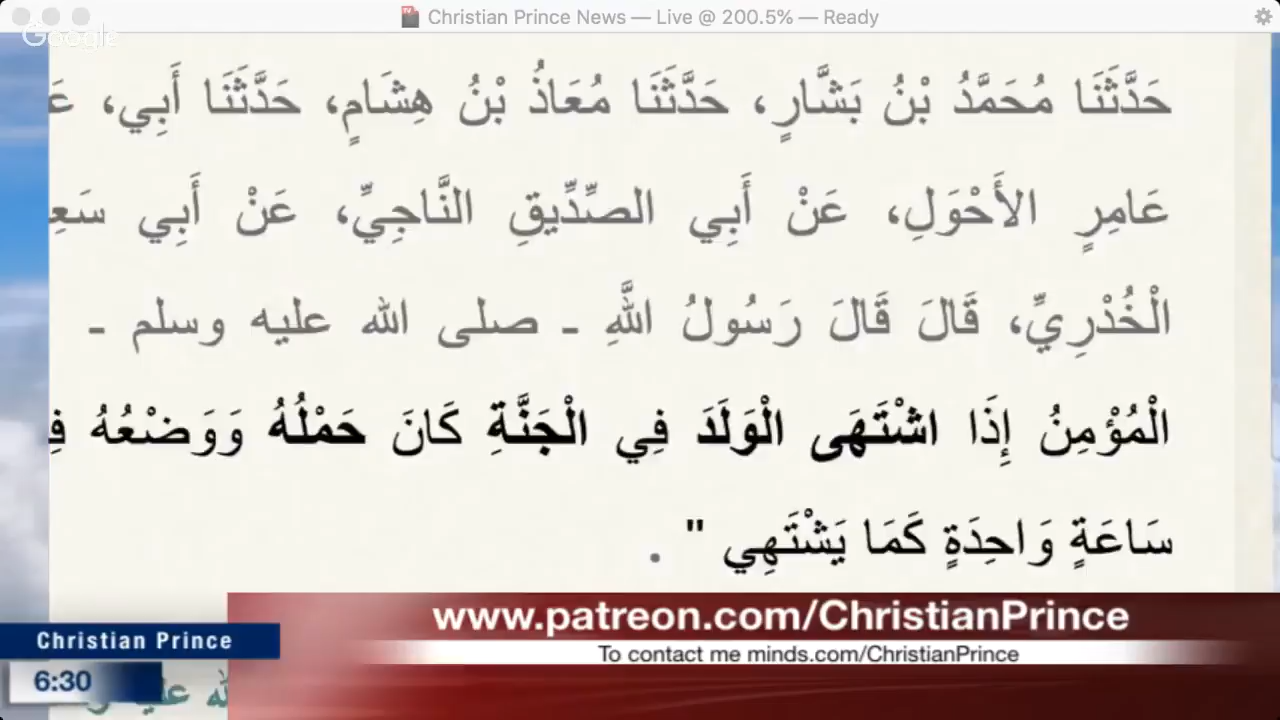 Christian Prince News — Live @ 200.5% — Ready
Google
حَدَّثَنَا مُحَمَّدُ بْنُ بَشَّارٍ، حَدَّثَنَا مُعَاذُ بْنُ هِشَامٍ، حَدَّثَنَا أَبِي،
عَامِرٍ الأَحْوَلِ، عَنْ أَبِي الصِّدِّيقِ النَّاجِيِّ، عَنْ أَبِي
الْخُدْرِيِّ، قَالَ قَالَ رَسُولُ اللَّهِ ـ صلى الله عليه وسلم ـ
الْمُؤْمِنُ إِذَا اشْتَهَى الْوَلَدَ فِي الْجَنَّةِ كَانَ حَمْلُهُ وَوَضْعُهُ
سَاعَةٍ وَاحِدَةٍ كَمَا يَشْتَهِي " .
www.patreon.com/ChristianPrince
Christian Prince
To contact me minds.com/ChristianPrince
6:30